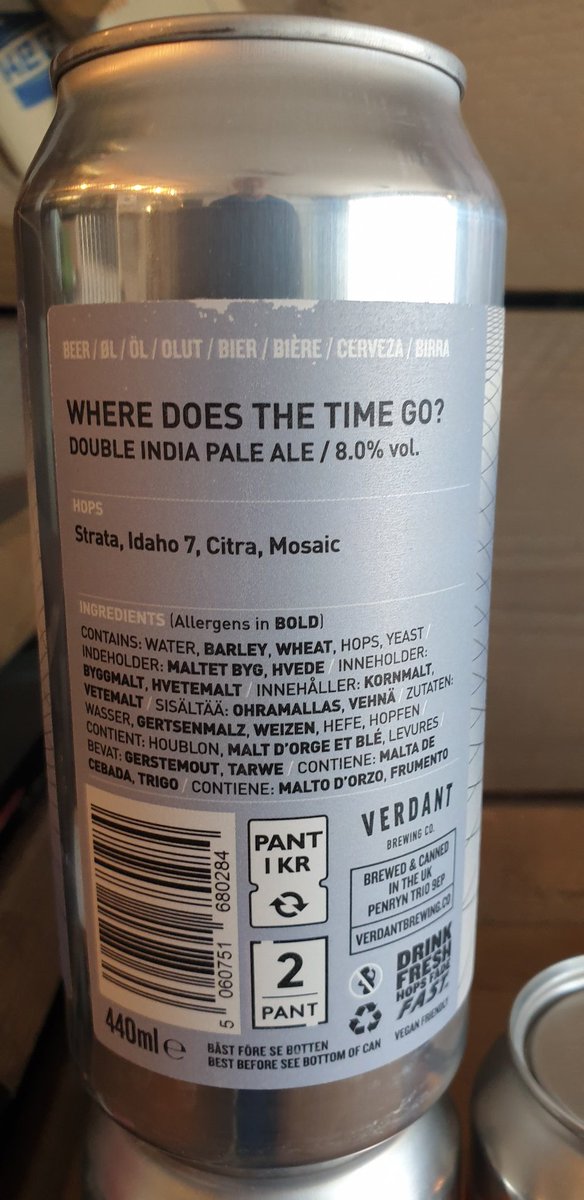 BEER / ØL / ÖL / OLUT / BIER / BIÈRE / CERVEZA / BIRRA
WHERE DOES THE TIME GO?
DOUBLE INDIA PALE ALE / 8.0% vol.
HOPS
Strata, Idaho 7, Citra, Mosaic
INGREDIENTS (Allergens in BOLD)
CONTAINS: WATER, BARLEY, WHEAT, HOPS, YEAST /
INDEHOLDER: MALTET BYG, HVEDE / INNEHOLDER:
BYGGMALT, HVETEMALT / INNEHÅLLER: KORNMALT,
VETEMALT / SISÄLTÄÄ: OHRAMALLAS, VEHNÄ / ZUTATEN:
WASSER, GERTSENMALZ, WEIZEN, HEFE, HOPFEN /
CONTIENT: HOUBLON, MALT D'ORGE ET BLÉ, LEVURES /
BEVAT: GERSTEMOUT, TARWE / CONTIENE: MALTA DE
CEBADA, TRIGO / CONTIENE: MALTO D'ORZO, FRUMENTO
5 060751 680284
440ml e
PANT
1 KR
2
PANT
VERDANT
BREWING CO.
BREWED & CANNED
IN THE UK
PENRYN TR10 9EP
VERDANTBREWING.CO
DRINK
FRESH
HOPS FADE
FAST.
VEGAN FRIENDLY
BÄST FÖRE SE BOTTEN
BEST BEFORE SEE BOTTOM OF CAN